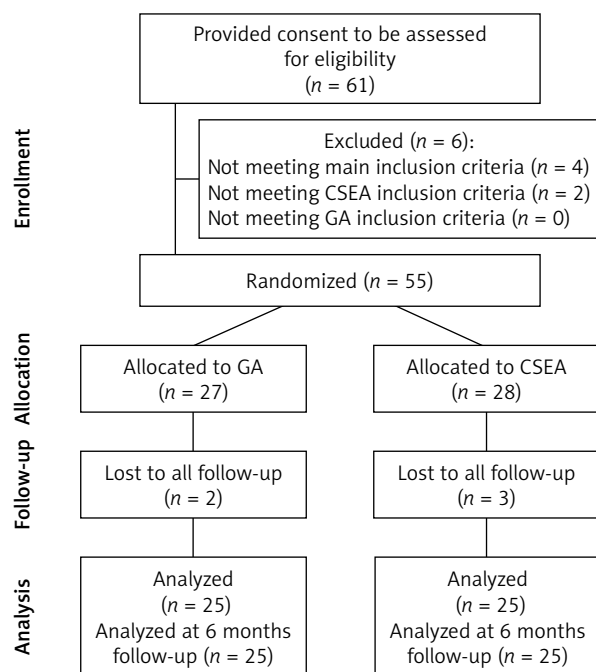 Provided consent to be assessed
for eligibility
(n = 61)
Enrollment
Excluded (n = 6):
Not meeting main inclusion criteria (n = 4)
Not meeting CSEA inclusion criteria (n = 2)
Not meeting GA inclusion criteria (n = 0)
Randomized (n = 55)
Allocation
Allocated to GA
(n = 27)
Allocated to CSEA
(n = 28)
Follow-up
Lost to all follow-up
(n = 2)
Lost to all follow-up
(n = 3)
Analysis
Analyzed
(n = 25)
Analyzed at 6 months
follow-up (n = 25)
Analyzed
(n = 25)
Analyzed at 6 months
follow-up (n = 25)